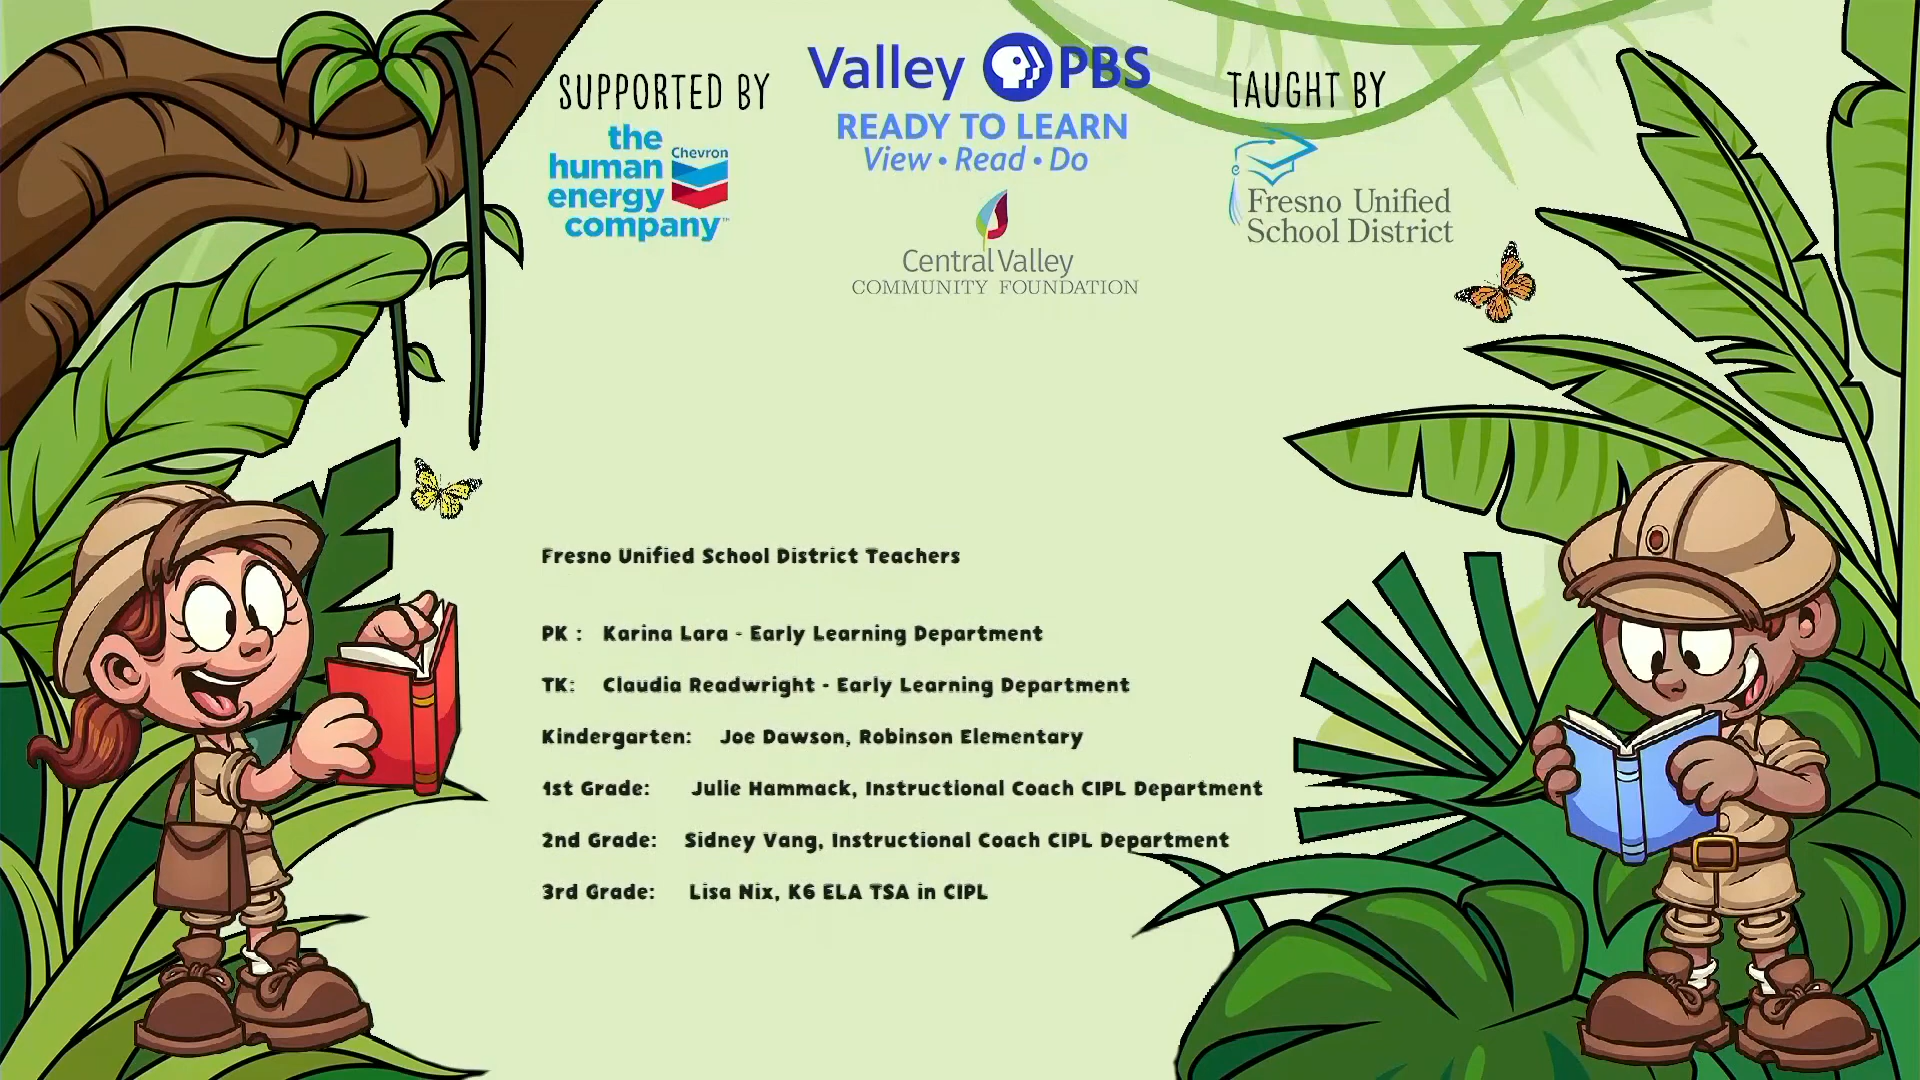 SUPPORTED BY
the
human
energy
company™
Chevron
Valley PBS
READY TO LEARN
View • Read • Do
Central Valley
COMMUNITY FOUNDATION
TAUGHT BY
Fresno Unified
School District
Fresno Unified School District Teachers
PK : Karina Lara - Early Learning Department
TK: Claudia Readwright - Early Learning Department
Kindergarten: Joe Dawson, Robinson Elementary
1st Grade: Julie Hammack, Instructional Coach CIPL Department
2nd Grade: Sidney Vang, Instructional Coach CIPL Department
3rd Grade: Lisa Nix, K6 ELA TSA in CIPL